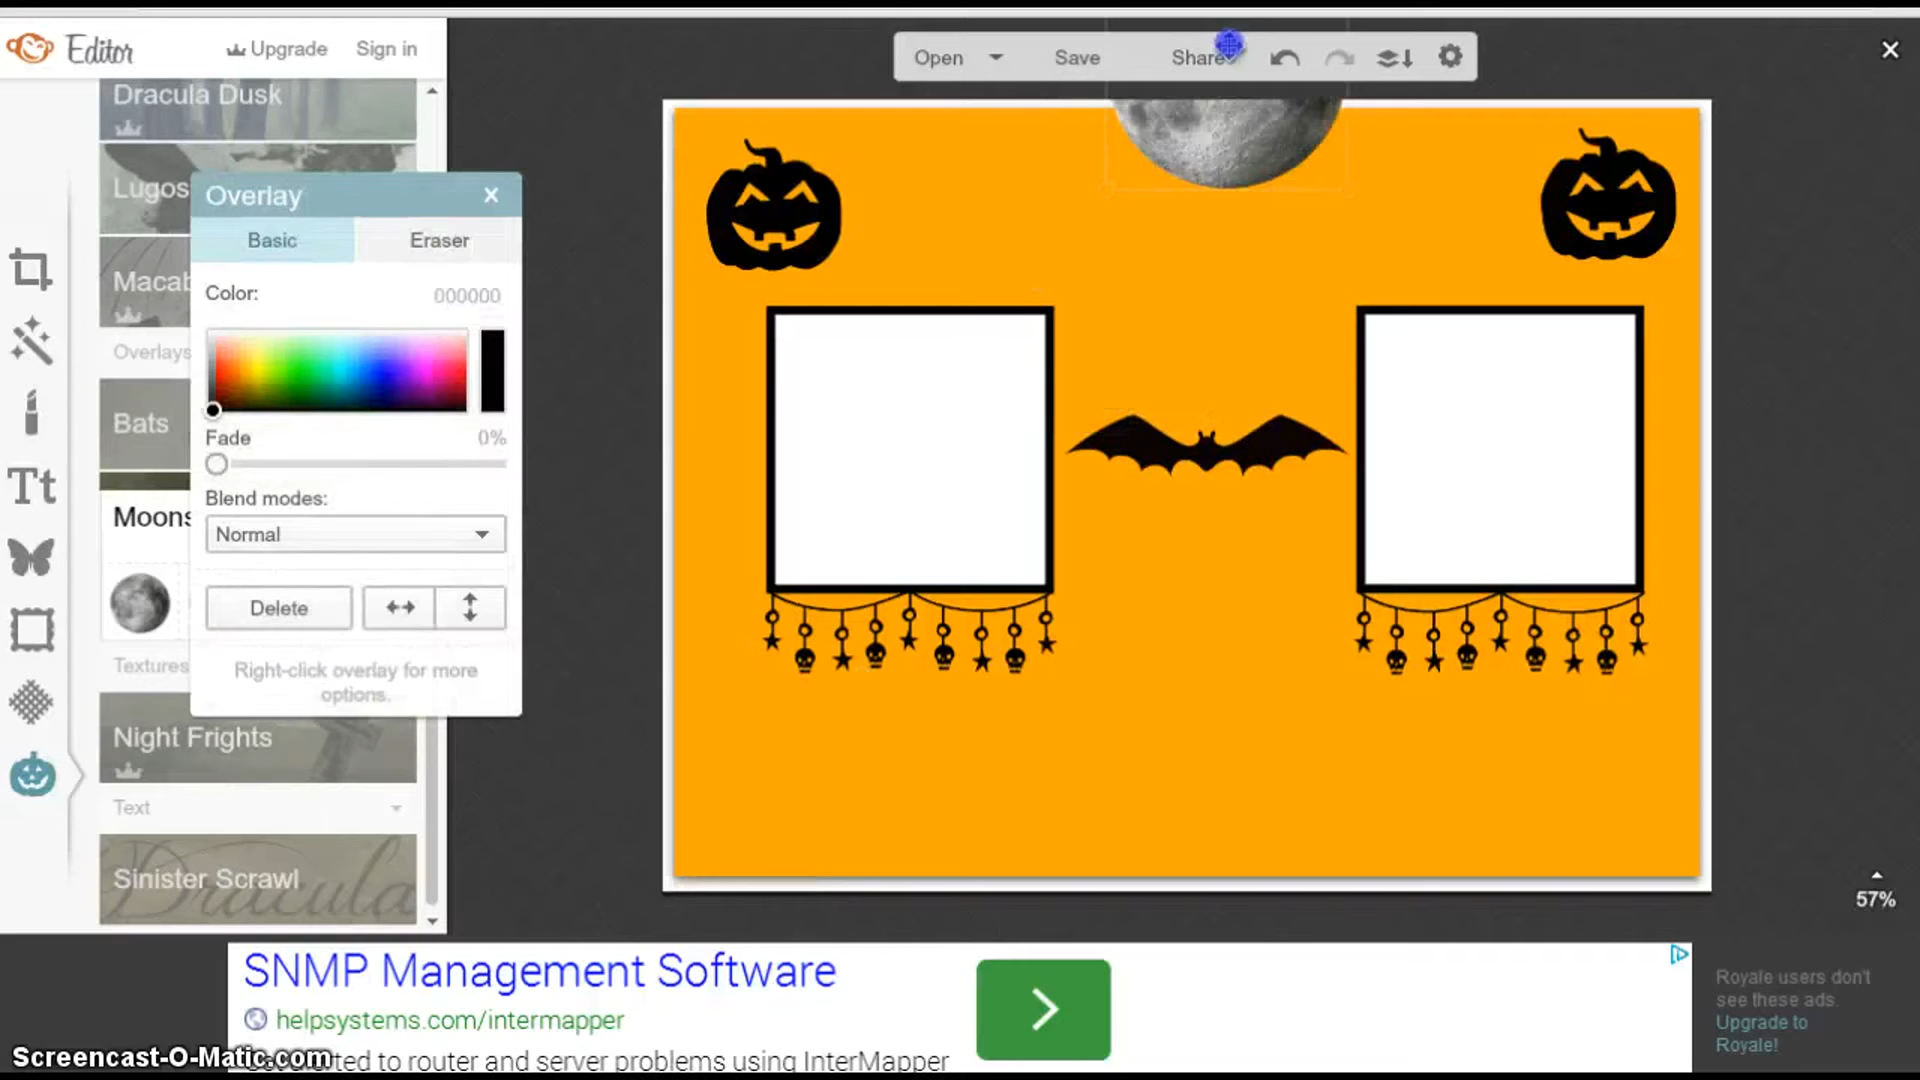 Editor
Upgrade
Sign in
Open
Save
Share
Dracula Dusk
Lugos
Macab
Overlays
Bats
Moons
Textures
Night Frights
Text
Sinister Scrawl
Dracula
Overlay
Basic
Eraser
Color:
000000
Fade
0%
Blend modes:
Normal
Delete
Right-click overlay for more
options.
57%
SNMP Management Software
helpsystems.com/intermapper
to router and server problems using InterMapper
Royale users don't
see these ads.
Upgrade to
Royale!
Screencast-O-Matic.com